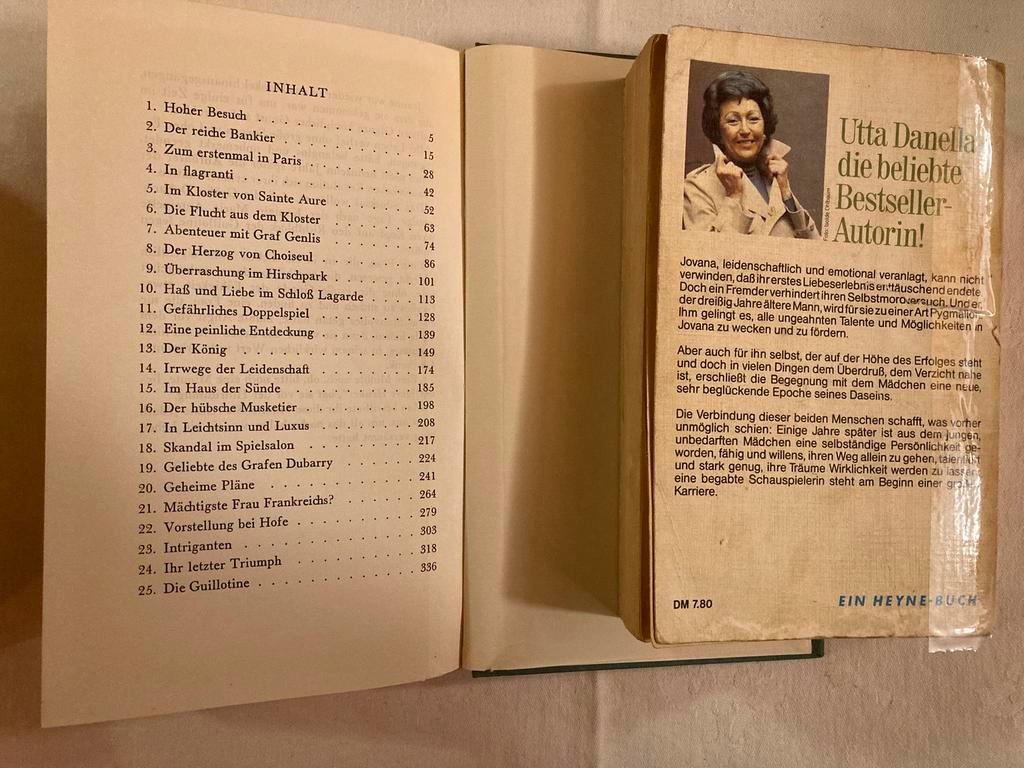 INHALT
1. Hoher Besuch . . . . . . . . . . 5
2. Der reiche Bankier . . . . . . . . 15
3. Zum erstenmal in Paris . . . . . . . 28
4. In flagranti . . . . . . . . . . 42
5. Im Kloster von Sainte Aure . . . . . . 52
6. Die Flucht aus dem Kloster . . . . . . 63
7. Abenteuer mit Graf Genlis . . . . . . 74
8. Der Herzog von Choiseul . . . . . . 86
9. Überraschung im Hirschpark . . . . . 101
10. Haß und Liebe im Schloß Lagarde . . . . 113
11. Gefährliches Doppelspiel . . . . . . 128
12. Eine peinliche Entdeckung . . . . . . 139
13. Der König . . . . . . . . . . 149
14. Irrwege der Leidenschaft . . . . . . 174
15. Im Haus der Sünde . . . . . . . . 185
16. Der hübsche Musketier . . . . . . . 198
17. In Leichtsinn und Luxus . . . . . . 208
18. Skandal im Spielsalon . . . . . . . 217
19. Geliebte des Grafen Dubarry . . . . . 224
20. Geheime Pläne . . . . . . . . . 241
21. Mächtigste Frau Frankreichs? . . . . . 264
22. Vorstellung bei Hofe . . . . . . . 279
23. Intriganten . . . . . . . . . . 303
24. Ihr letzter Triumph . . . . . . . . 318
25. Die Guillotine . . . . . . . . . 336
Utta Danella
die beliebte
Bestseller-
Autorin!
Jovana, leidenschaftlich und emotional veranlagt, kann nicht
verwinden, daß ihr erstes Liebeserlebnis enttäuschend endete.
Doch ein Fremder verhindert ihren Selbstmordversuch. Und er,
der dreißig Jahre ältere Mann, wird für sie zu einer Art Pygmalion.
Ihm gelingt es, alle ungeahnten Talente und Möglichkeiten in
Jovana zu wecken und zu fördern.
Aber auch für ihn selbst, der auf der Höhe des Erfolges steht
und doch in vielen Dingen dem Überdruß, dem Verzicht nahe
ist, erschließt die Begegnung mit dem Mädchen eine neue,
sehr beglückende Epoche seines Daseins.
Die Verbindung dieser beiden Menschen schafft, was vorher
unmöglich schien: Einige Jahre später ist aus dem jungen,
unbedarften Mädchen eine selbständige Persönlichkeit ge-
worden, fähig und willens, ihren Weg allein zu gehen, talentiert
und stark genug, ihre Träume Wirklichkeit werden zu lassen:
eine begabte Schauspielerin steht am Beginn einer großen
Karriere.
DM 7.80
EIN HEYNE-BUCH